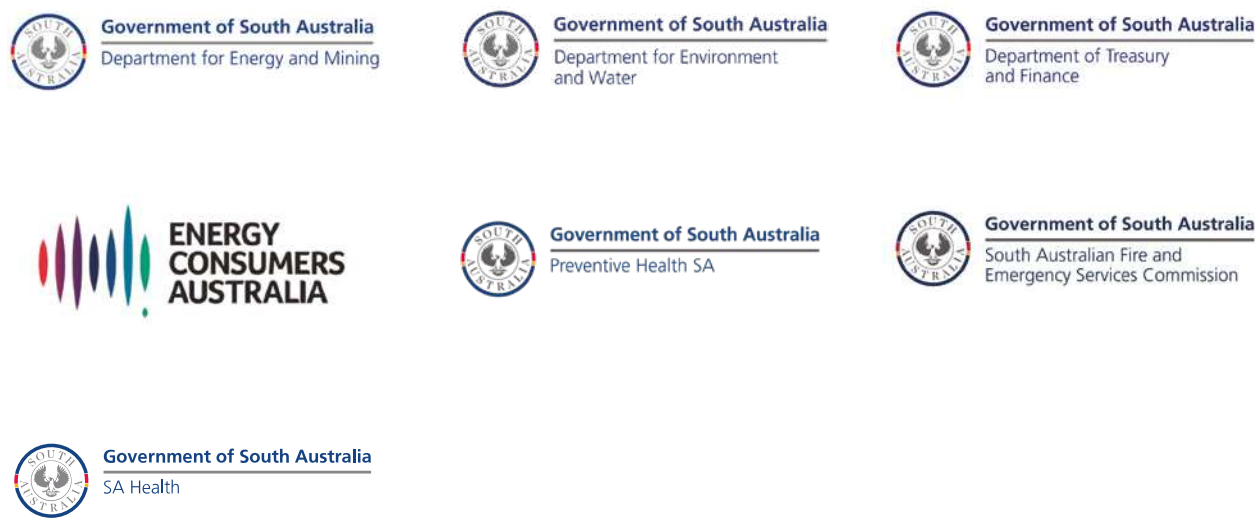 SOUTH AUSTRALIA
Government of South Australia
Department for Energy and Mining
SOUTH AUSTRALIA
Government of South Australia
Department for Environment
and Water
SOUTH AUSTRALIA
Government of South Australia
Department of Treasury
and Finance
ENERGY
CONSUMERS
AUSTRALIA
SOUTH AUSTRALIA
Government of South Australia
Preventive Health SA
SOUTH AUSTRALIA
Government of South Australia
South Australian Fire and
Emergency Services Commission
SOUTH AUSTRALIA
Government of South Australia
SA Health